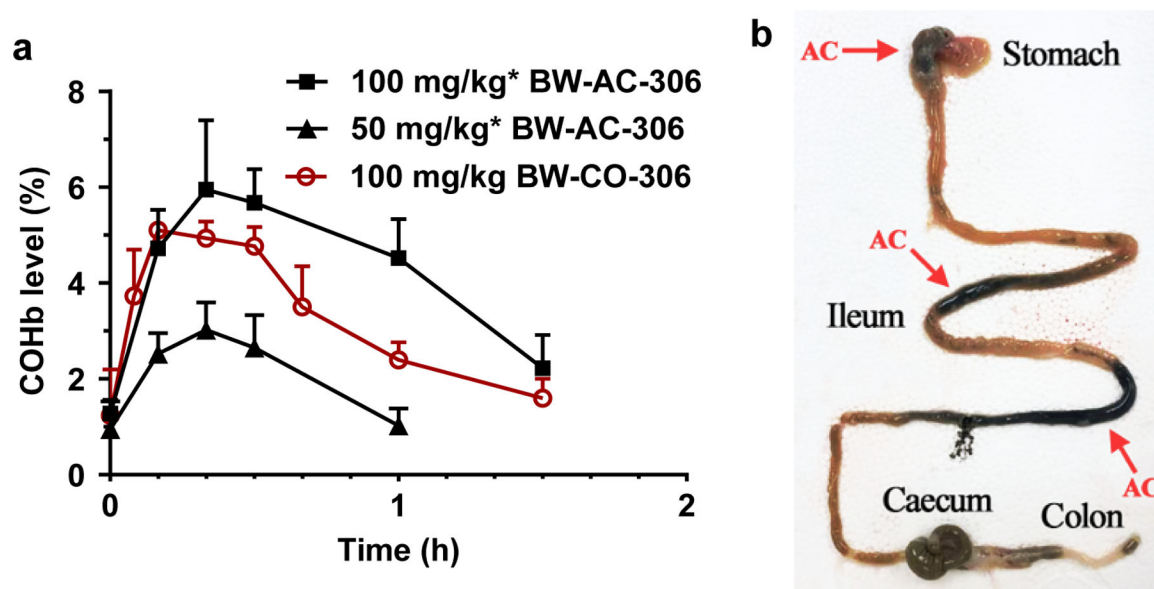 a
100 mg/kg* BW-AC-306
50 mg/kg* BW-AC-306
100 mg/kg BW-CO-306
COHb level (%)
8
6
4
2
0
0
1
2
Time (h)
b
AC
Stomach
AC
Ileum
AC
Caecum
Colon